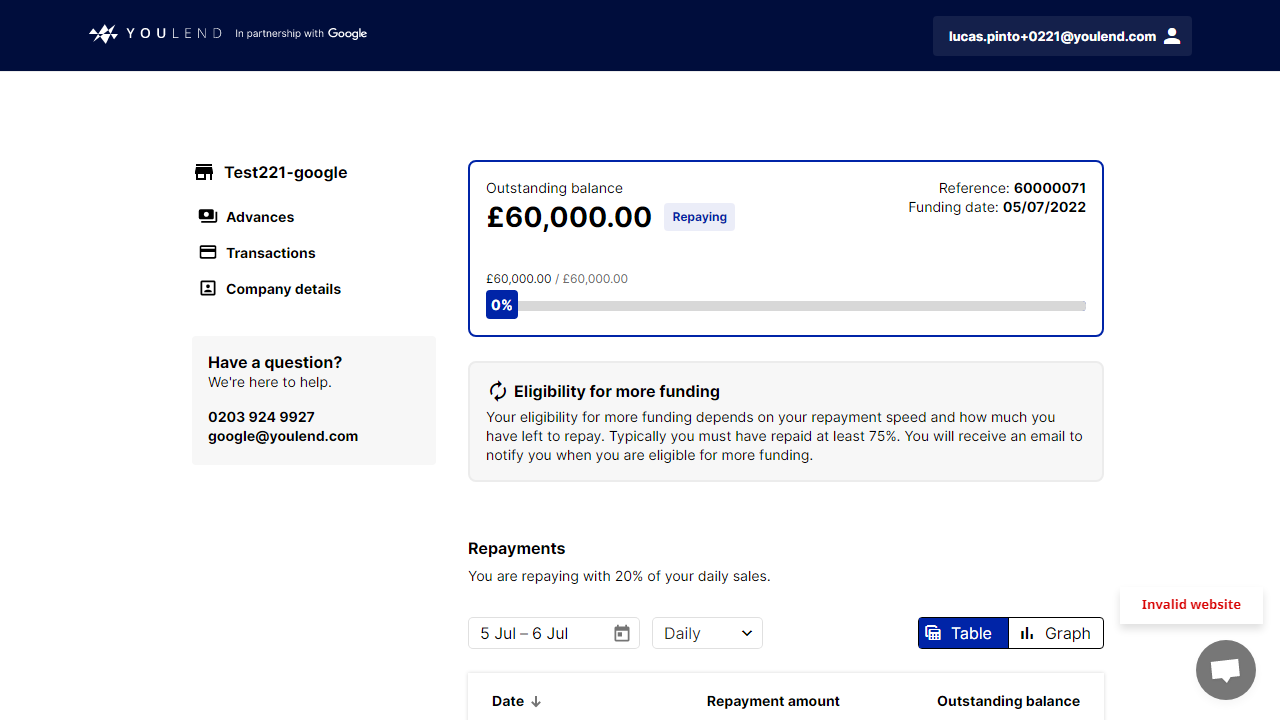 YOULEND In partnership with Google
lucas.pinto+0221@youlend.com
Test221-google
Advances
Transactions
Company details
Have a question?
We're here to help.
0203 924 9927
google@youlend.com
Outstanding balance
£60,000.00 Repaying
Reference: 60000071
Funding date: 05/07/2022
£60,000.00 / £60,000.00
0%
Eligibility for more funding
Your eligibility for more funding depends on your repayment speed and how much you
have left to repay. Typically you must have repaid at least 75%. You will receive an email to
notify you when you are eligible for more funding.
Repayments
You are repaying with 20% of your daily sales.
5 Jul – 6 Jul Daily Table Graph
Date Repayment amount Outstanding balance
Invalid website